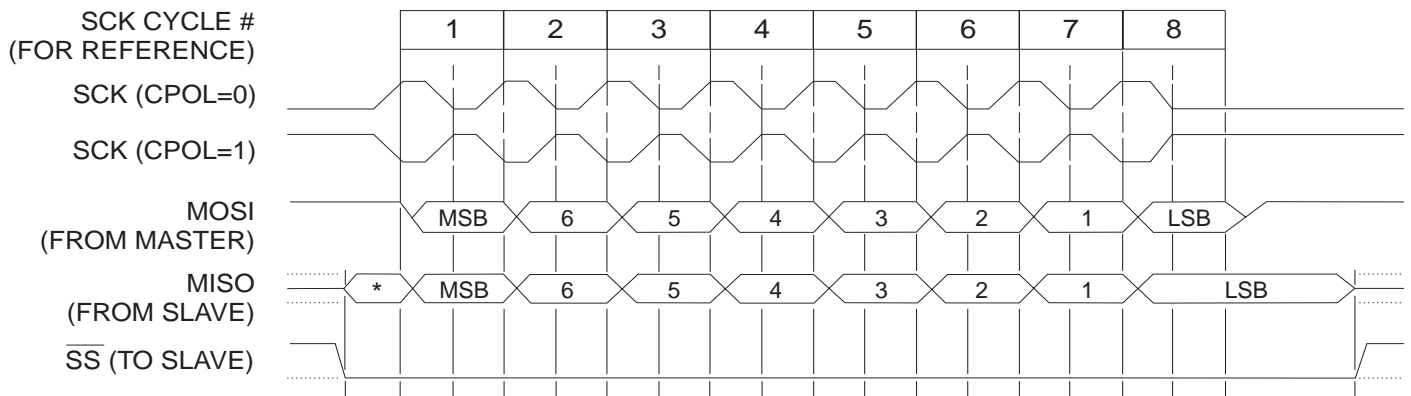 SCK CYCLE #
(FOR REFERENCE)
1 2 3 4 5 6 7 8
SCK (CPOL=0)
SCK (CPOL=1)
MOSI
(FROM MASTER)
MSB 6 5 4 3 2 1 LSB
MISO
(FROM SLAVE)
* MSB 6 5 4 3 2 1 LSB
SS (TO SLAVE)